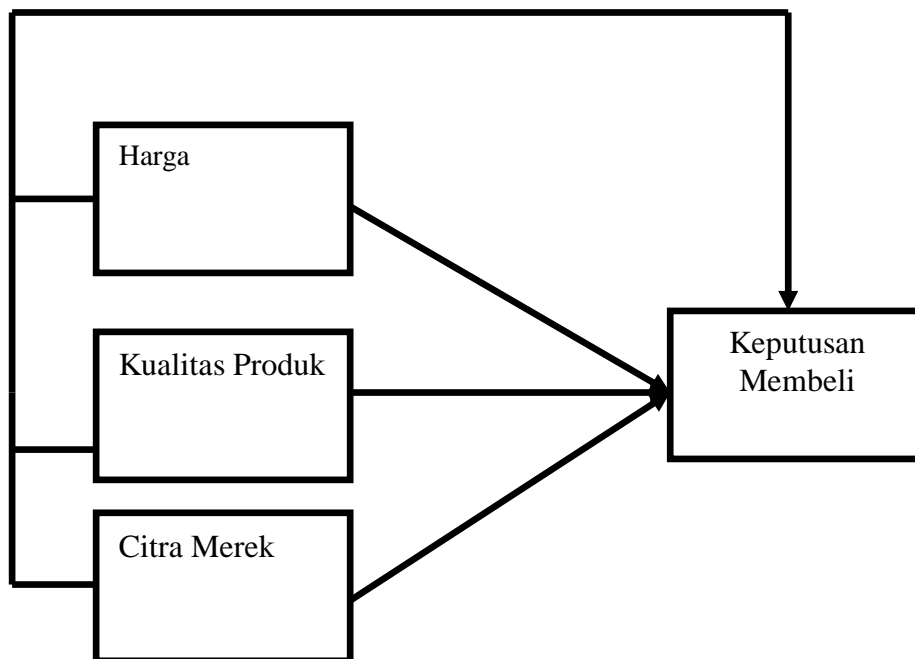 Harga
Kualitas Produk
Citra Merek
Keputusan
Membeli